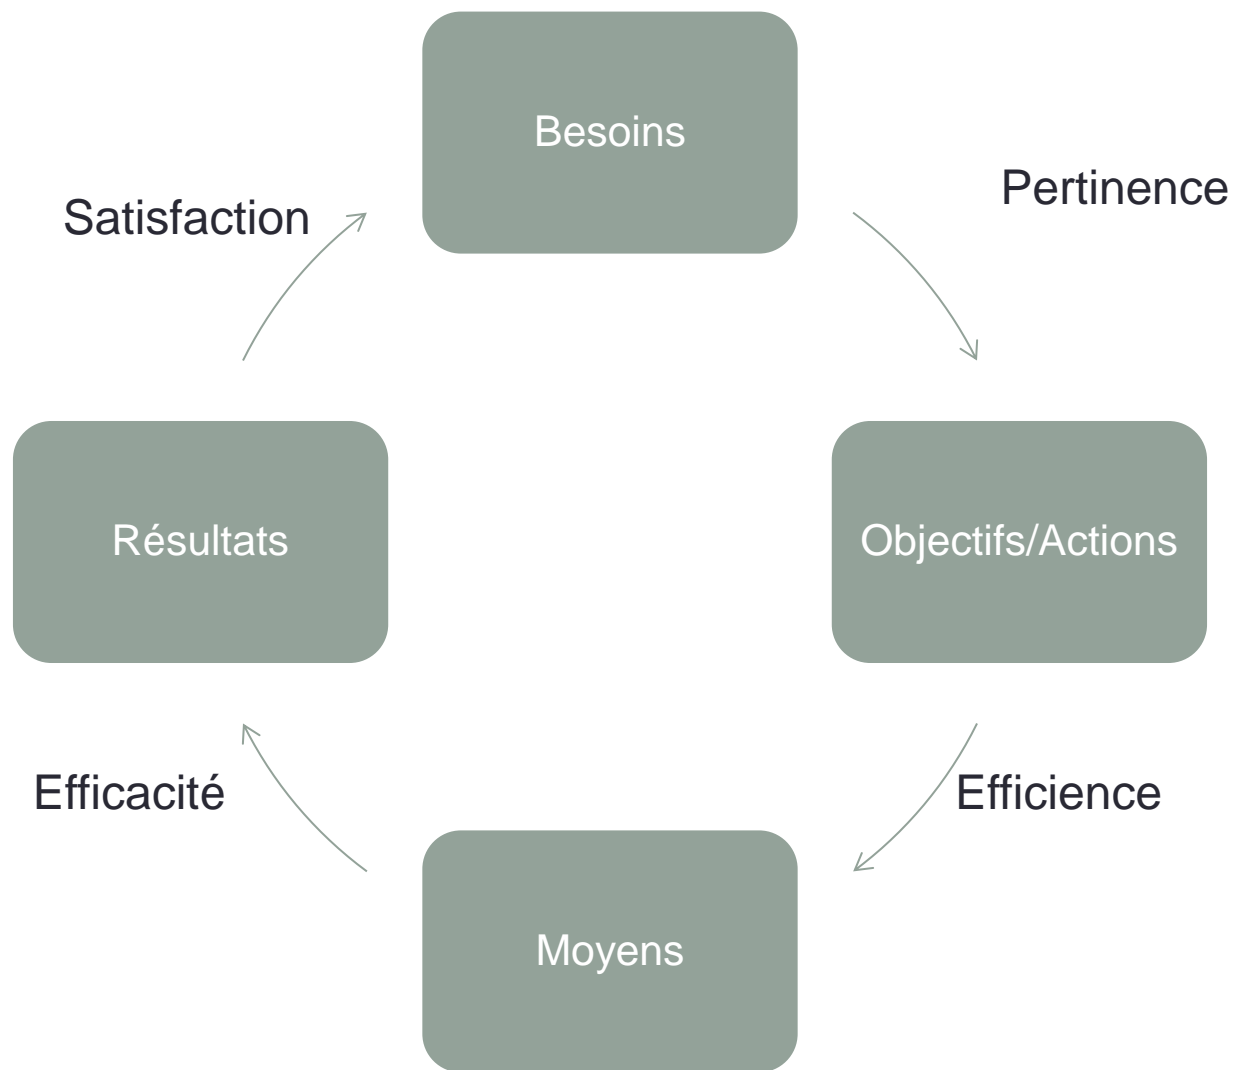 Besoins
Pertinence
Satisfaction
Résultats
Objectifs/Actions
Efficacité
Efficience
Moyens